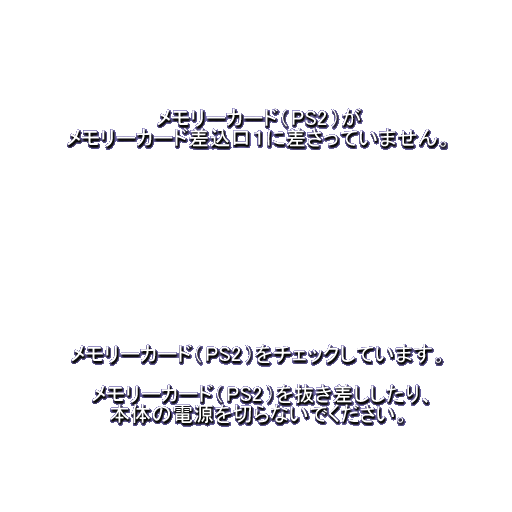 メモリーカード(PS2)が
メモリーカード差込口1に差さっていません。
メモリーカード(PS2)をチェックしています。
メモリーカード(PS2)を抜き差ししたり、
本体の電源を切らないでください。